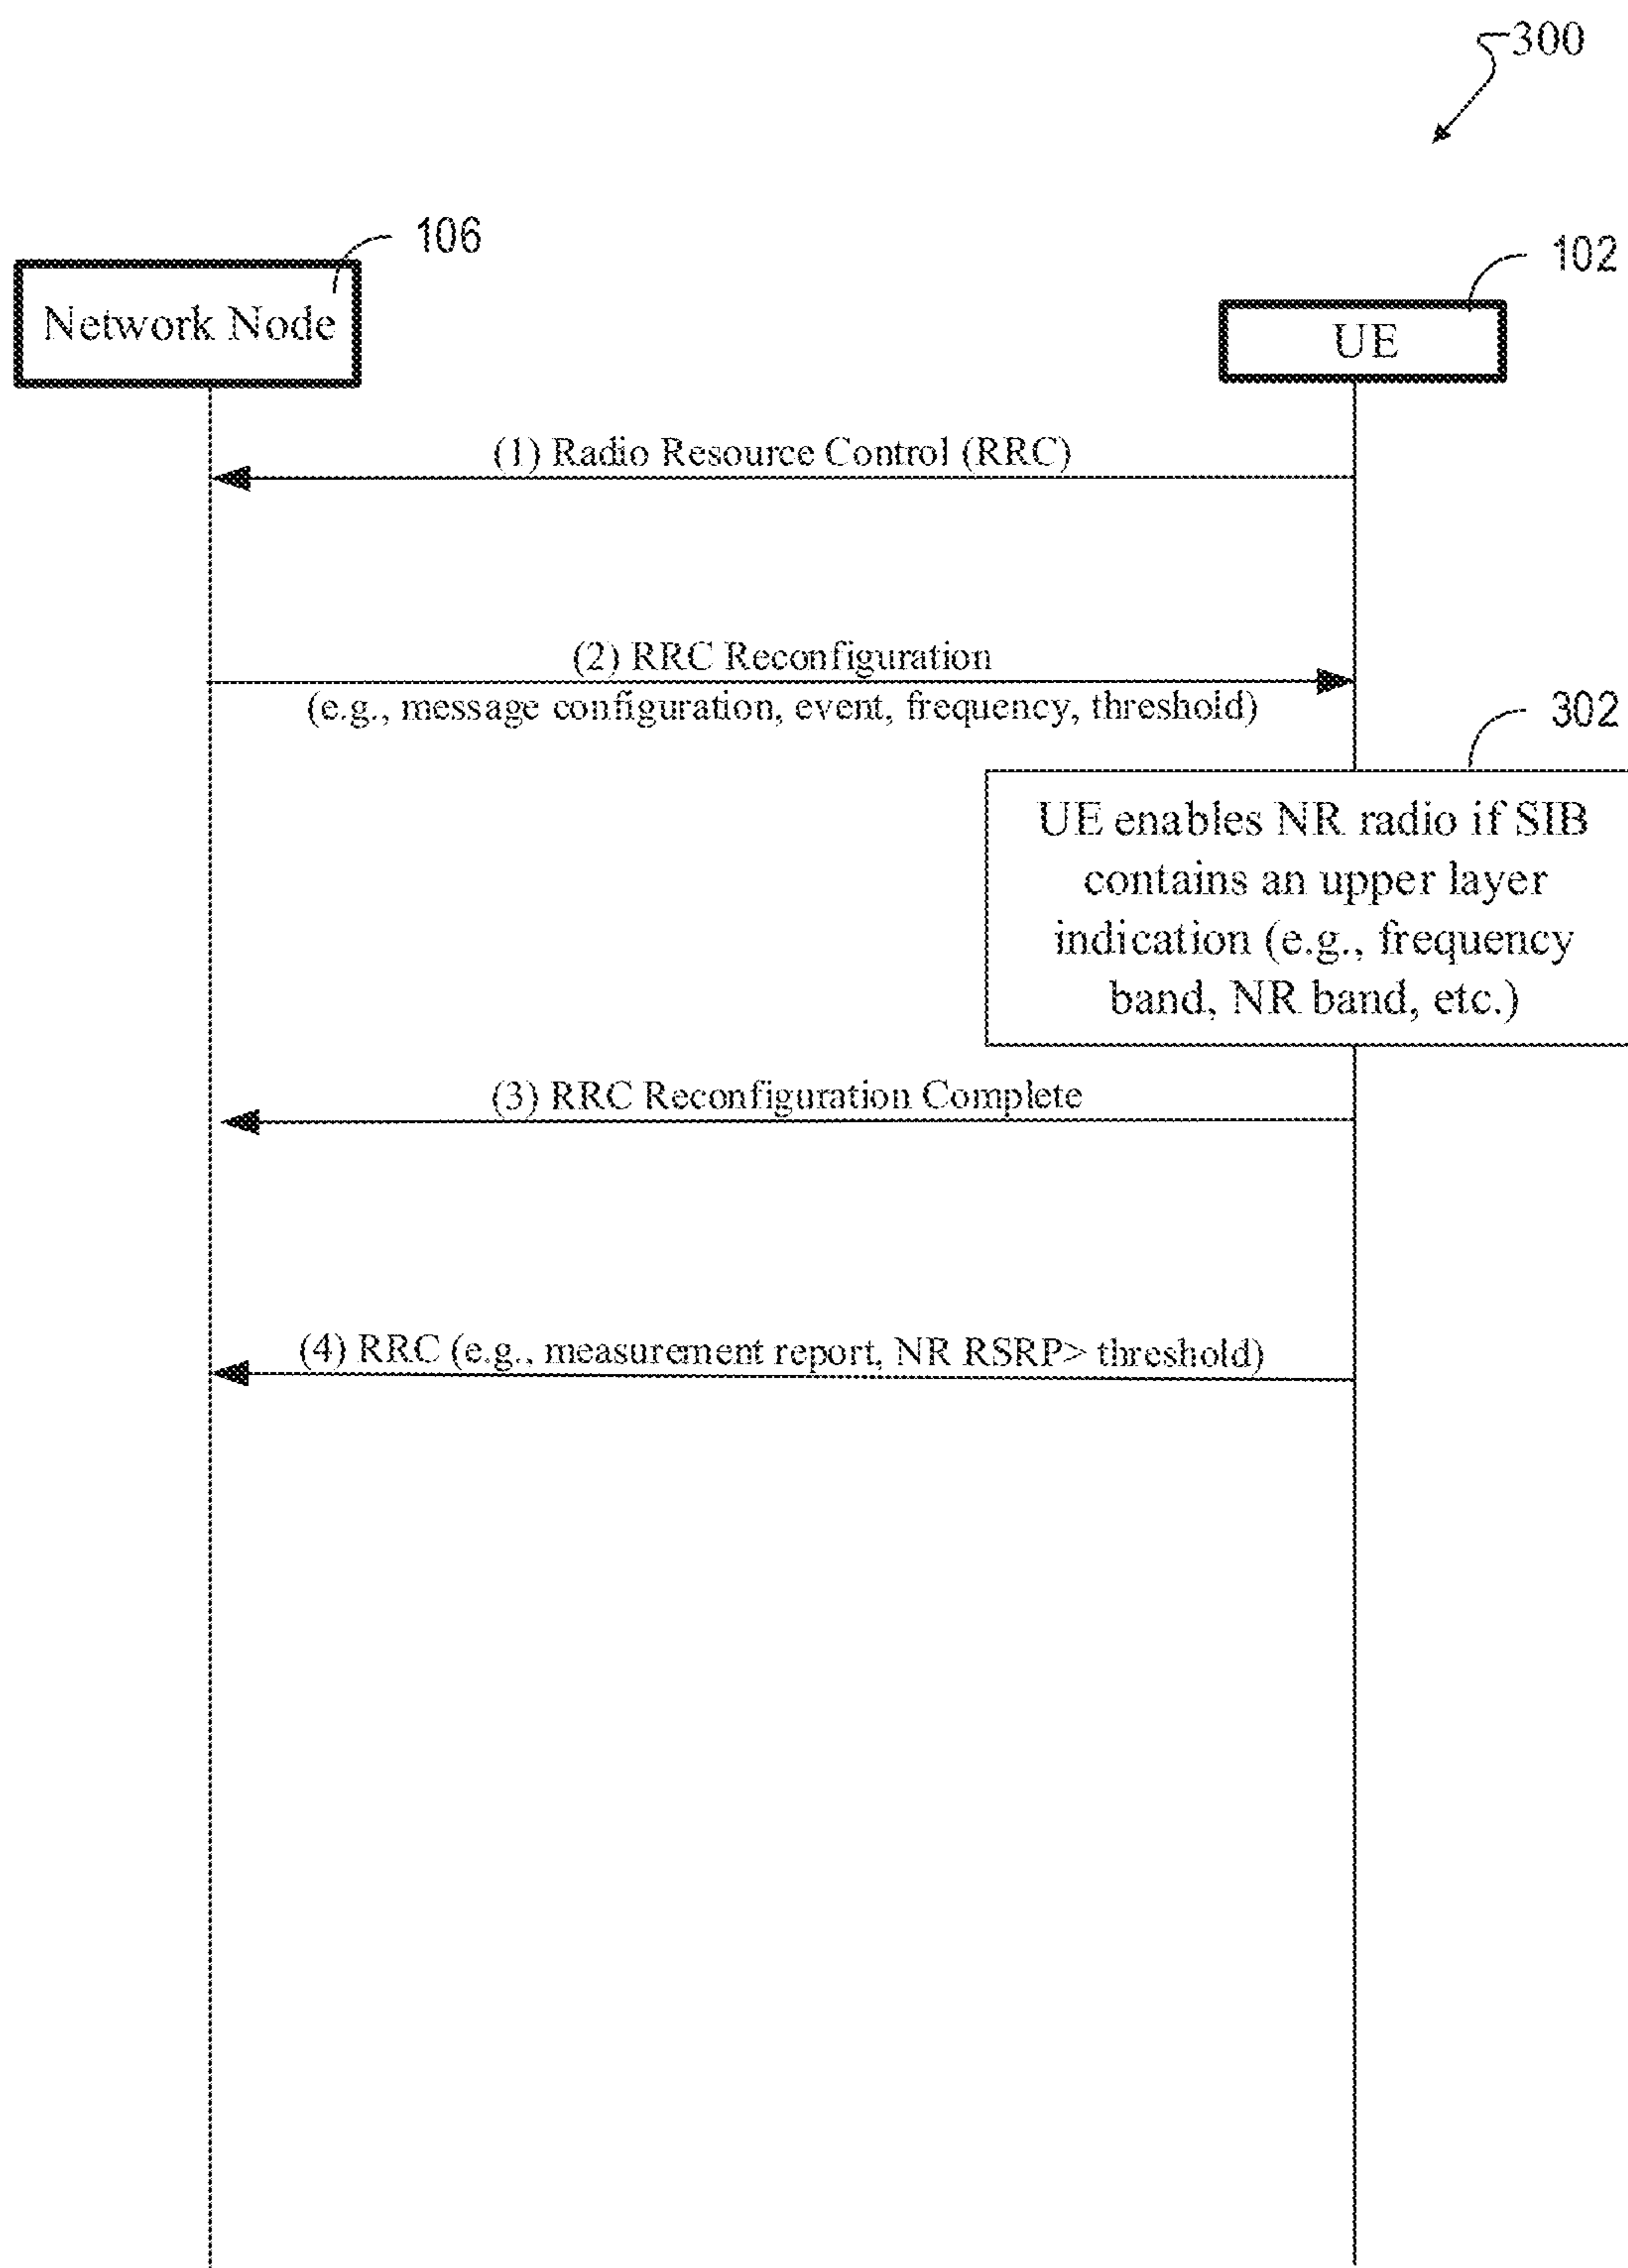 300
106
102
Network Node
UE
(1) Radio Resource Control (RRC)
(2) RRC Reconfiguration
(e.g., message configuration, event, frequency, threshold)
302
UE enables NR radio if SIB
contains an upper layer
indication (e.g., frequency
band, NR band, etc.)
(3) RRC Reconfiguration Complete
(4) RRC (e.g., measurement report, NR RSRP> threshold)